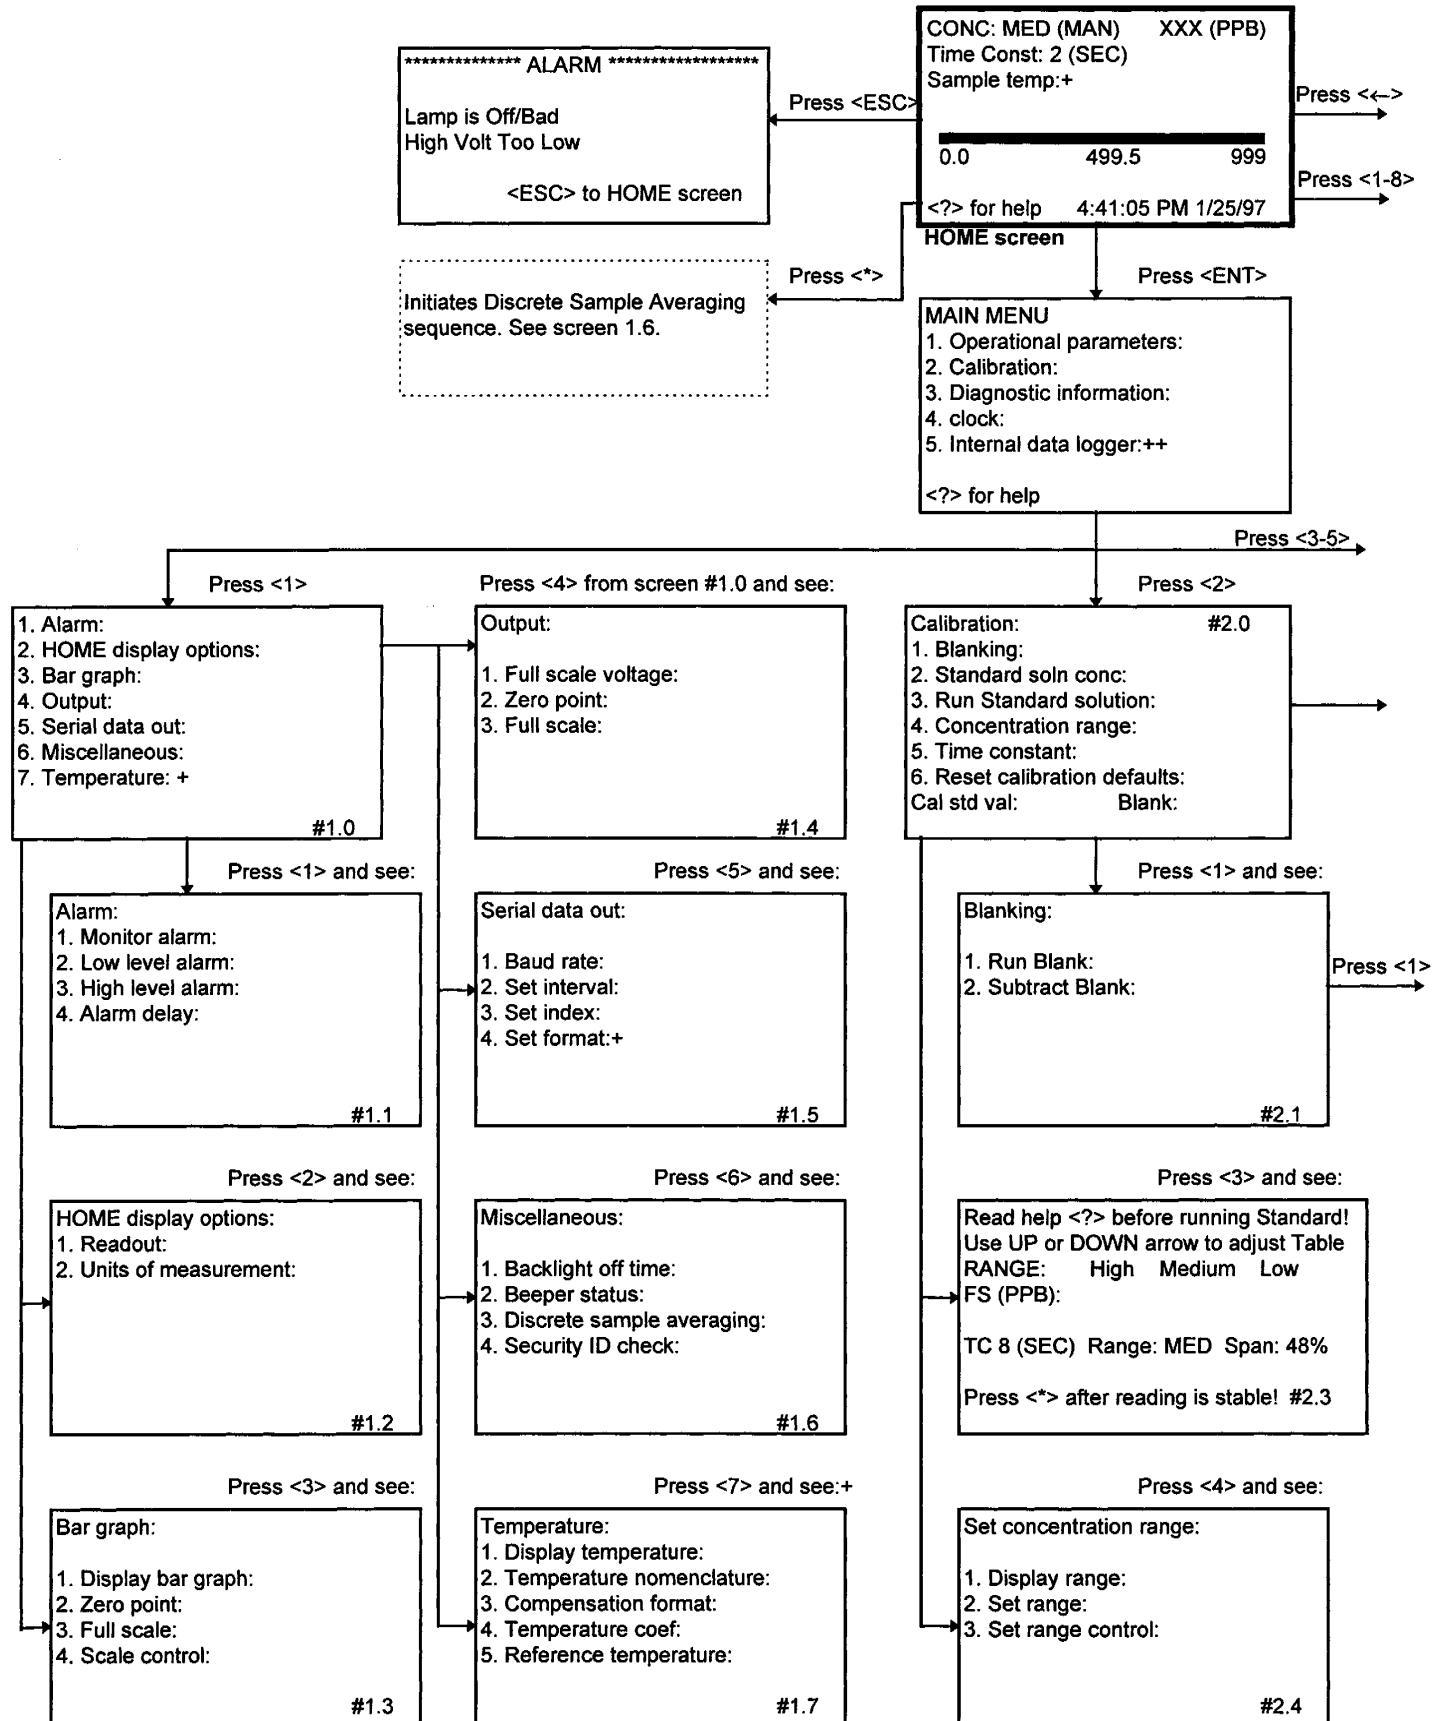 CONC: MED (MAN) XXX (PPB)
Time Const: 2 (SEC)
Sample temp:+
0.0 499.5 999
<?> for help 4:41:05 PM 1/25/97
HOME screen
Press <←>
Press <1-8>
Press <ESC>
************** ALARM ******************
Lamp is Off/Bad
High Volt Too Low
<ESC> to HOME screen
Press <*>
Initiates Discrete Sample Averaging
sequence. See screen 1.6.
Press <ENT>
MAIN MENU
1. Operational parameters:
2. Calibration:
3. Diagnostic information:
4. clock:
5. Internal data logger:++
<?> for help
Press <3-5>
Press <1>
1. Alarm:
2. HOME display options:
3. Bar graph:
4. Output:
5. Serial data out:
6. Miscellaneous:
7. Temperature: +
#1.0
Press <4> from screen #1.0 and see:
Output:
1. Full scale voltage:
2. Zero point:
3. Full scale:
#1.4
Press <2>
Calibration: #2.0
1. Blanking:
2. Standard soln conc:
3. Run Standard solution:
4. Concentration range:
5. Time constant:
6. Reset calibration defaults:
Cal std val: Blank:
Press <1> and see:
Alarm:
1. Monitor alarm:
2. Low level alarm:
3. High level alarm:
4. Alarm delay:
#1.1
Press <5> and see:
Serial data out:
1. Baud rate:
2. Set interval:
3. Set index:
4. Set format:+
#1.5
Press <1> and see:
Blanking:
1. Run Blank:
2. Subtract Blank:
#2.1
Press <1>
Press <2> and see:
HOME display options:
1. Readout:
2. Units of measurement:
#1.2
Press <6> and see:
Miscellaneous:
1. Backlight off time:
2. Beeper status:
3. Discrete sample averaging:
4. Security ID check:
#1.6
Press <3> and see:
Read help <?> before running Standard!
Use UP or DOWN arrow to adjust Table
RANGE: High Medium Low
FS (PPB):
TC 8 (SEC) Range: MED Span: 48%
Press <*> after reading is stable! #2.3
Press <3> and see:
Bar graph:
1. Display bar graph:
2. Zero point:
3. Full scale:
4. Scale control:
#1.3
Press <7> and see:+
Temperature:
1. Display temperature:
2. Temperature nomenclature:
3. Compensation format:
4. Temperature coef:
5. Reference temperature:
#1.7
Press <4> and see:
Set concentration range:
1. Display range:
2. Set range:
3. Set range control:
#2.4